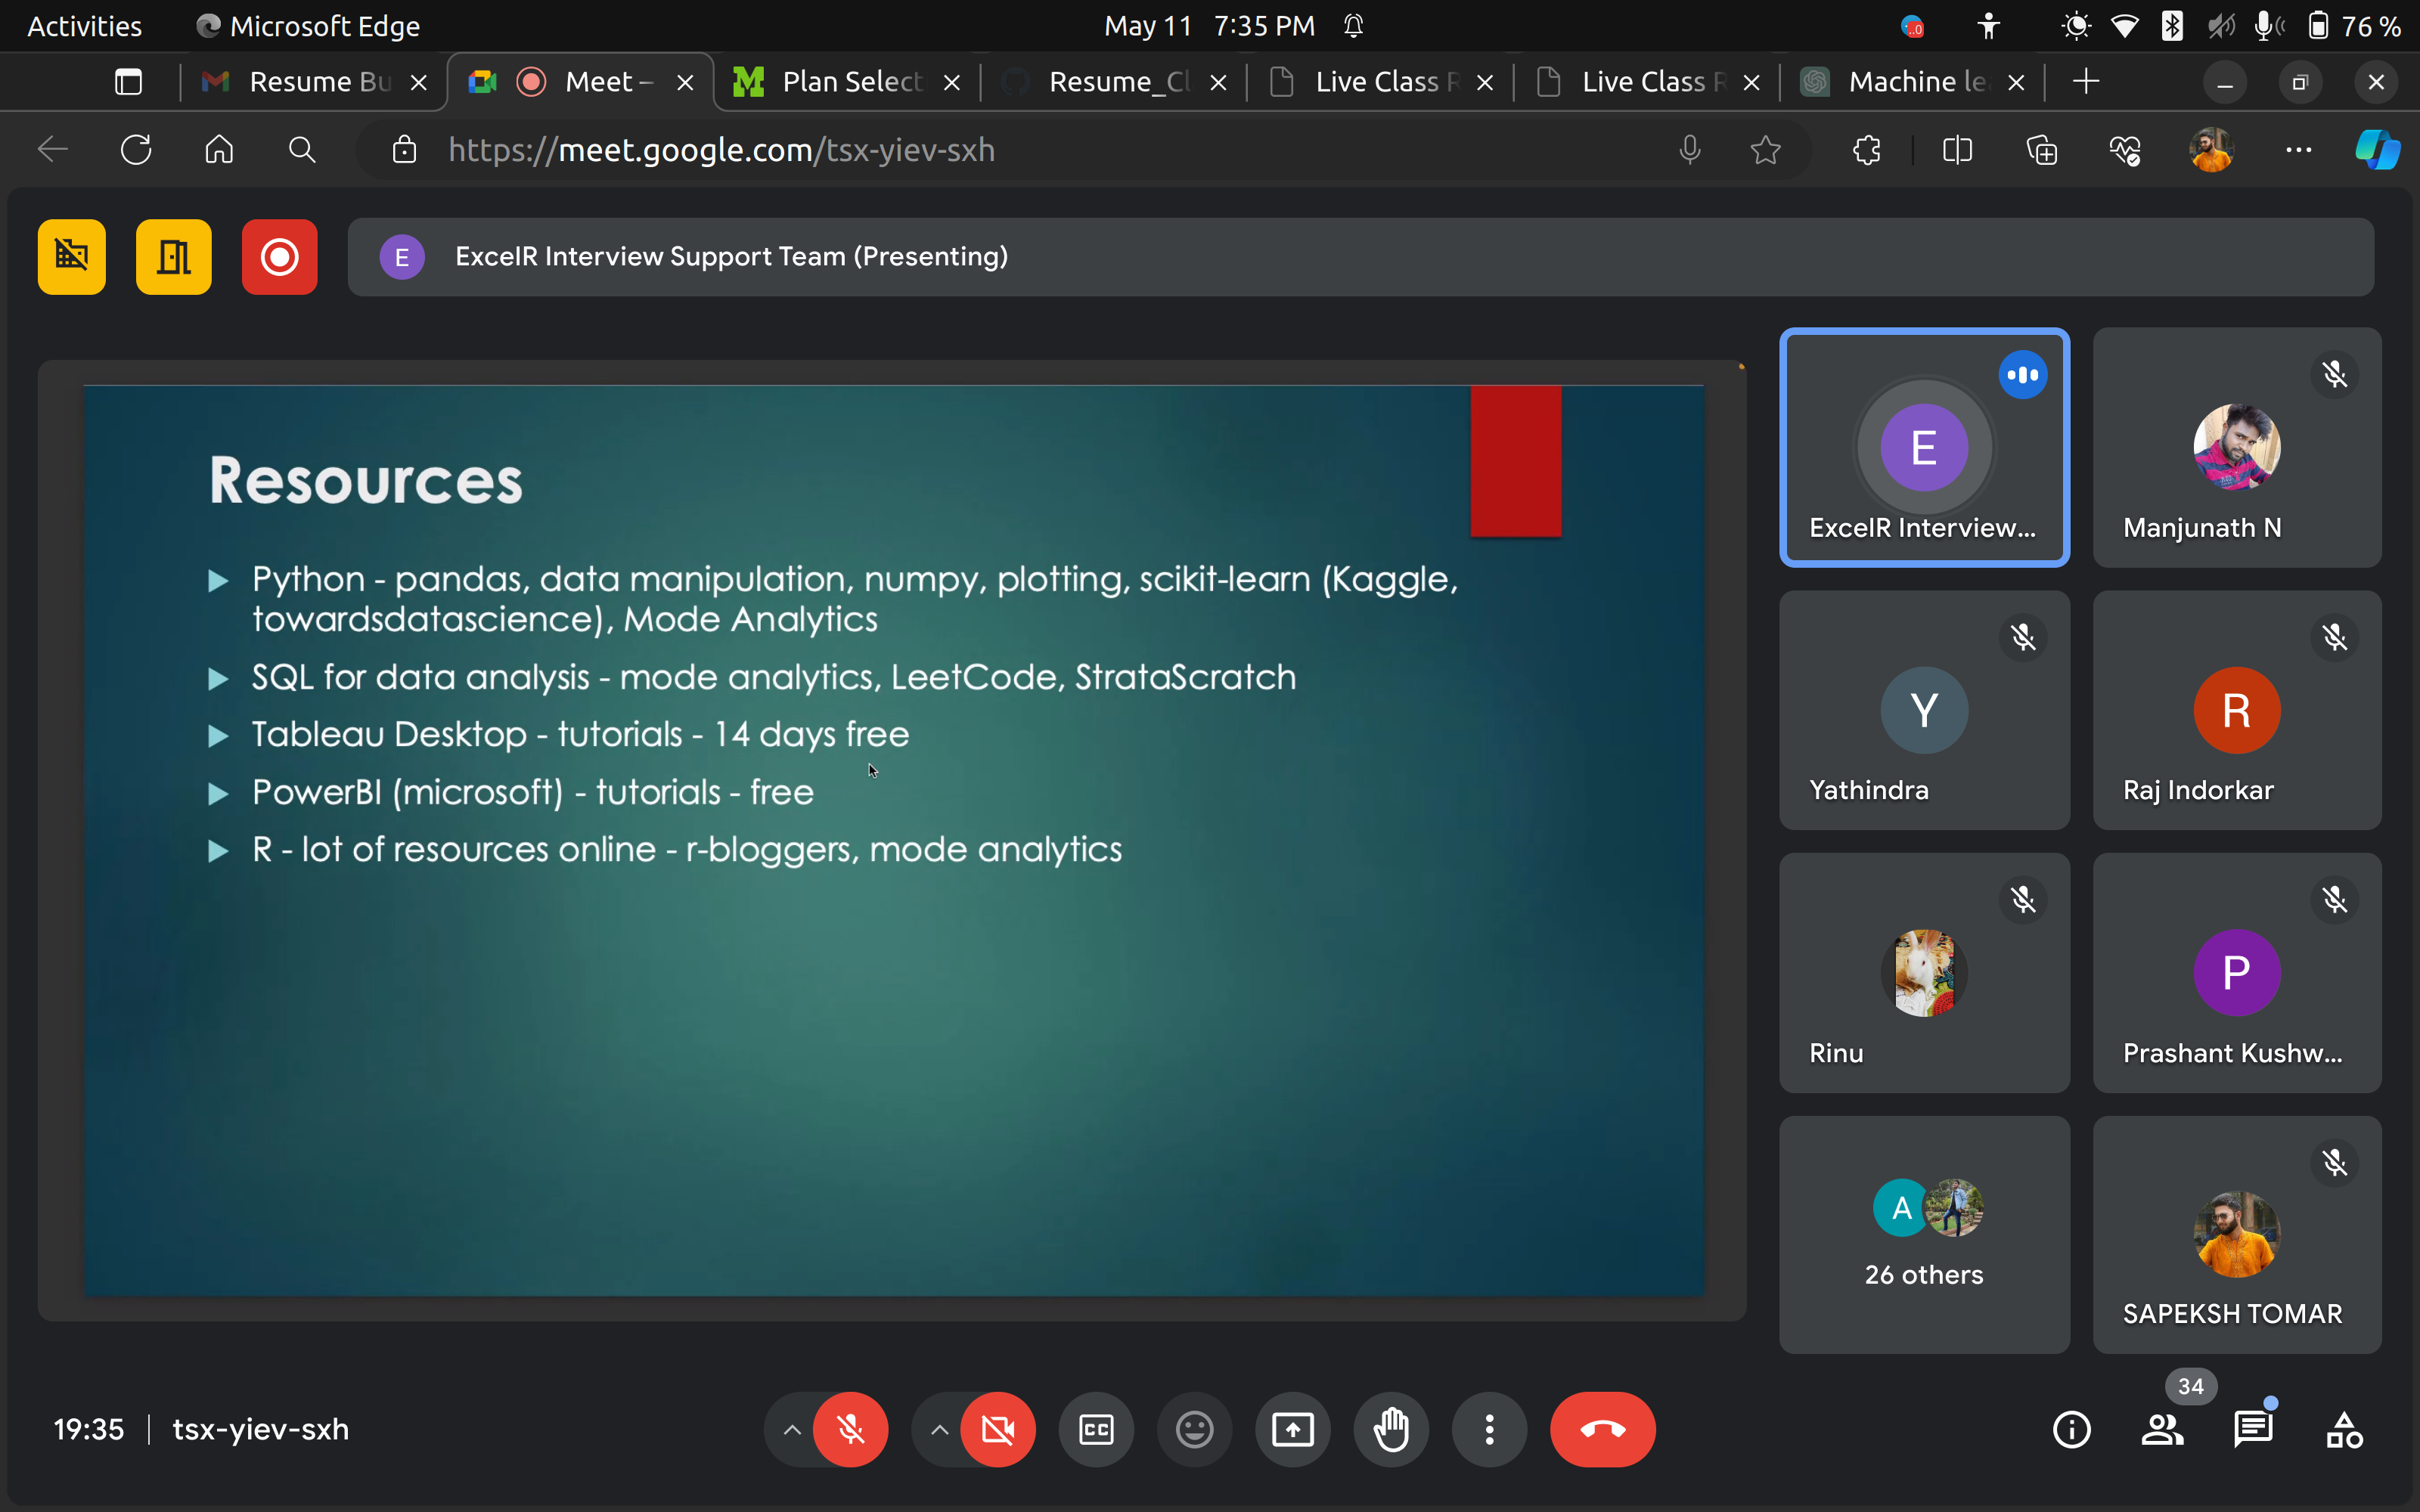 Activities
Microsoft Edge
May 11 7:35 PM
76 %
Resume Bu
Meet –
Plan Select
Resume_Cl
Live Class R
Live Class R
Machine le
https://meet.google.com/tsx-yiev-sxh
E
ExcelR Interview Support Team (Presenting)
Resources
Python - pandas, data manipulation, numpy, plotting, scikit-learn (Kaggle,
towardsdatascience), Mode Analytics
SQL for data analysis - mode analytics, LeetCode, StrataScratch
Tableau Desktop - tutorials - 14 days free
PowerBI (microsoft) - tutorials - free
R - lot of resources online - r-bloggers, mode analytics
E
ExcelR Interview...
Manjunath N
Y
Yathindra
R
Raj Indorkar
Rinu
P
Prashant Kushw...
A
26 others
SAPEKSH TOMAR
19:35
tsx-yiev-sxh
CC
34